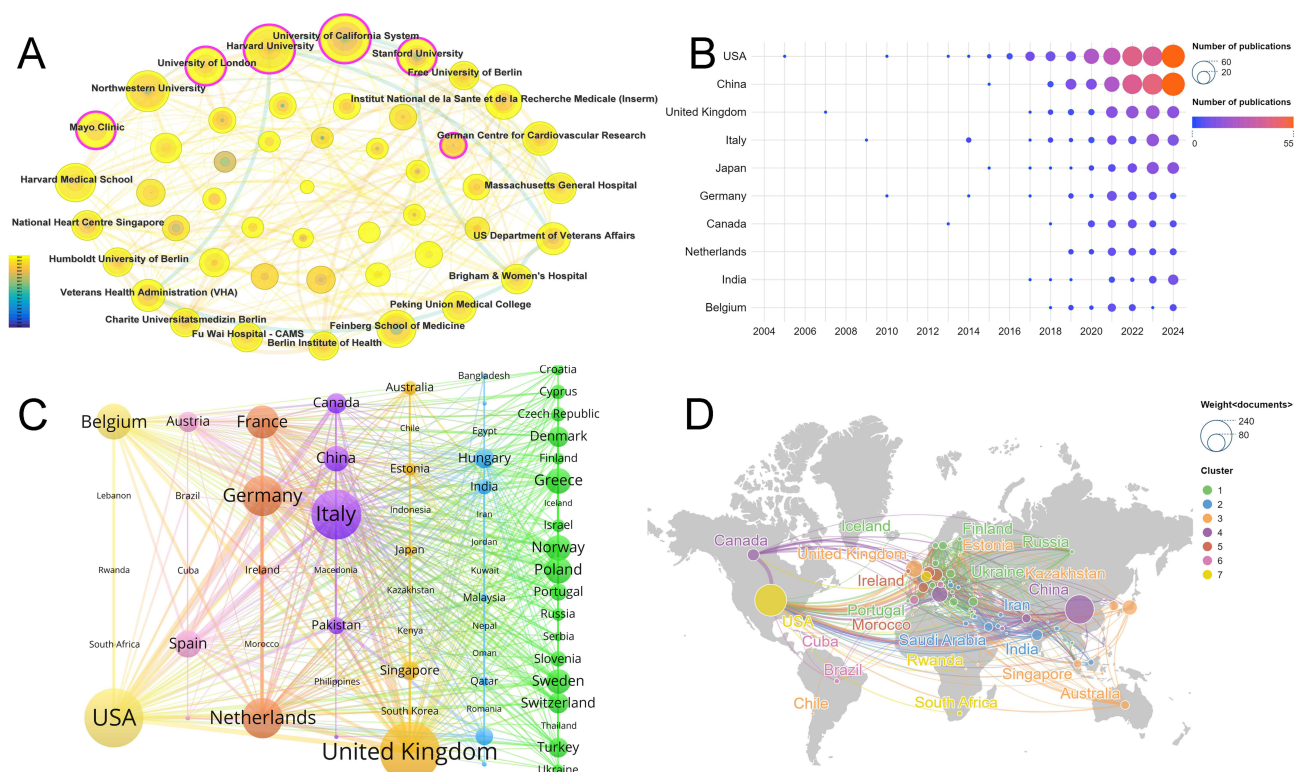 A
University of California System
Harvard University
Stanford University
University of London
Free University of Berlin
Northwestern University
Institut National de la Sante et de la Recherche Medicale (Inserm)
Mayo Clinic
German Centre for Cardiovascular Research
Harvard Medical School
Massachusetts General Hospital
National Heart Centre Singapore
US Department of Veterans Affairs
Humboldt University of Berlin
Brigham & Women's Hospital
Veterans Health Administration (VHA)
Peking Union Medical College
Charite Universitatsmedizin Berlin
Feinberg School of Medicine
Fu Wai Hospital - CAMS
Berlin Institute of Health
B
USA
China
United Kingdom
Italy
Japan
Germany
Canada
Netherlands
India
Belgium
2004 2006 2008 2010 2012 2014 2016 2018 2020 2022 2024
Number of publications
60
20
Number of publications
0 55
C
Belgium
Lebanon
Rwanda
South Africa
USA
Austria
Brazil
Cuba
Spain
France
Germany
Ireland
Morocco
Netherlands
Canada
China
Italy
Macedonia
Pakistan
Philippines
Australia
Chile
Estonia
Indonesia
Japan
Kazakhstan
Kenya
Singapore
South Korea
United Kingdom
Bangladesh
Egypt
Hungary
India
Iran
Jordan
Kuwait
Malaysia
Nepal
Oman
Qatar
Romania
Croatia
Cyprus
Czech Republic
Denmark
Finland
Greece
Iceland
Israel
Norway
Poland
Portugal
Russia
Serbia
Slovenia
Sweden
Switzerland
Thailand
Turkey
Ukraine
D
Iceland
Finland
Canada
Estonia
Russia
United Kingdom
Ireland
Ukraine
Kazakhstan
China
Portugal
Iran
USA
Morocco
Saudi Arabia
India
Cuba
Rwanda
Brazil
Singapore
Chile
South Africa
Australia
Weight<documents>
240
80
Cluster
1
2
3
4
5
6
7